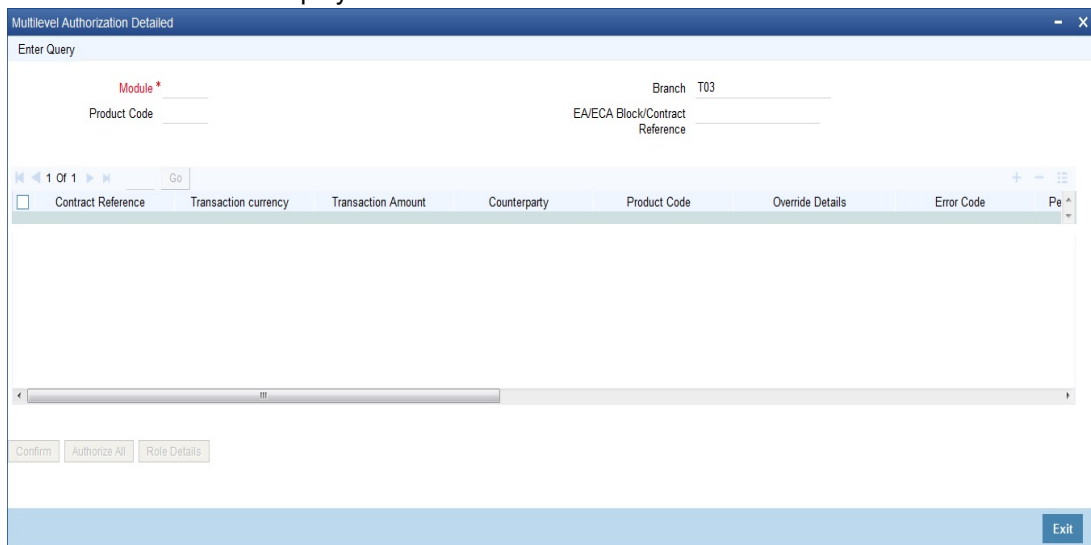 Multilevel Authorization Detailed
Enter Query
Module *
Branch T03
Product Code
EA/ECA Block/Contract
Reference
1 Of 1 Go
Contract Reference Transaction currency Transaction Amount Counterparty Product Code Override Details Error Code Pe
Confirm Authorize All Role Details
Exit